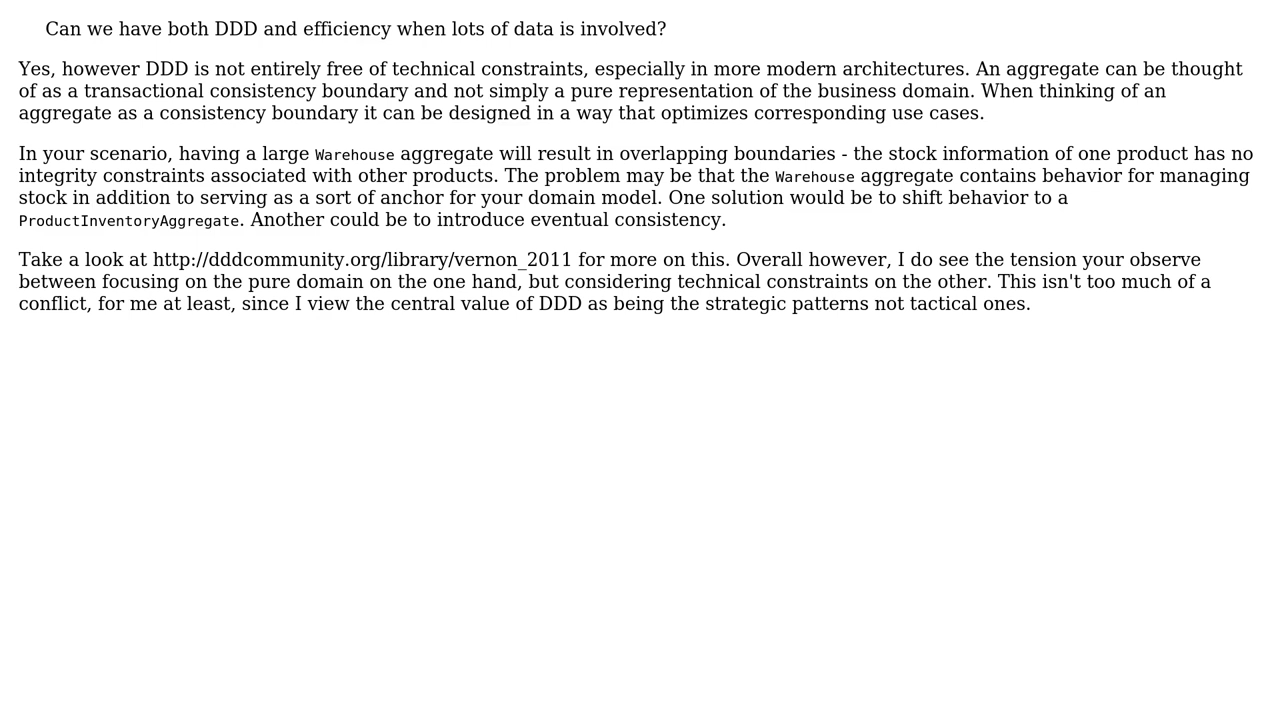 Can we have both DDD and efficiency when lots of data is involved?
Yes, however DDD is not entirely free of technical constraints, especially in more modern architectures. An aggregate can be thought
of as a transactional consistency boundary and not simply a pure representation of the business domain. When thinking of an
aggregate as a consistency boundary it can be designed in a way that optimizes corresponding use cases.
In your scenario, having a large Warehouse aggregate will result in overlapping boundaries - the stock information of one product has no
integrity constraints associated with other products. The problem may be that the Warehouse aggregate contains behavior for managing
stock in addition to serving as a sort of anchor for your domain model. One solution would be to shift behavior to a
ProductInventoryAggregate. Another could be to introduce eventual consistency.
Take a look at http://dddcommunity.org/library/vernon_2011 for more on this. Overall however, I do see the tension your observe
between focusing on the pure domain on the one hand, but considering technical constraints on the other. This isn't too much of a
conflict, for me at least, since I view the central value of DDD as being the strategic patterns not tactical ones.